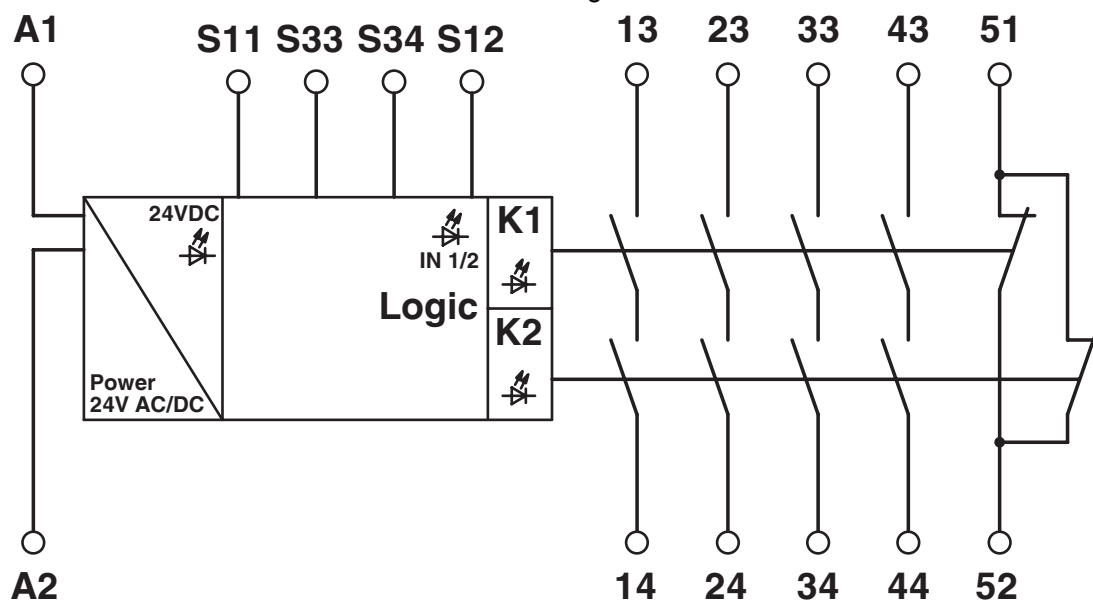 A1
S11 S33 S34 S12
13 23 33 43 51
24VDC
IN 1/2
K1
Logic
K2
Power
24V AC/DC
A2
14 24 34 44 52